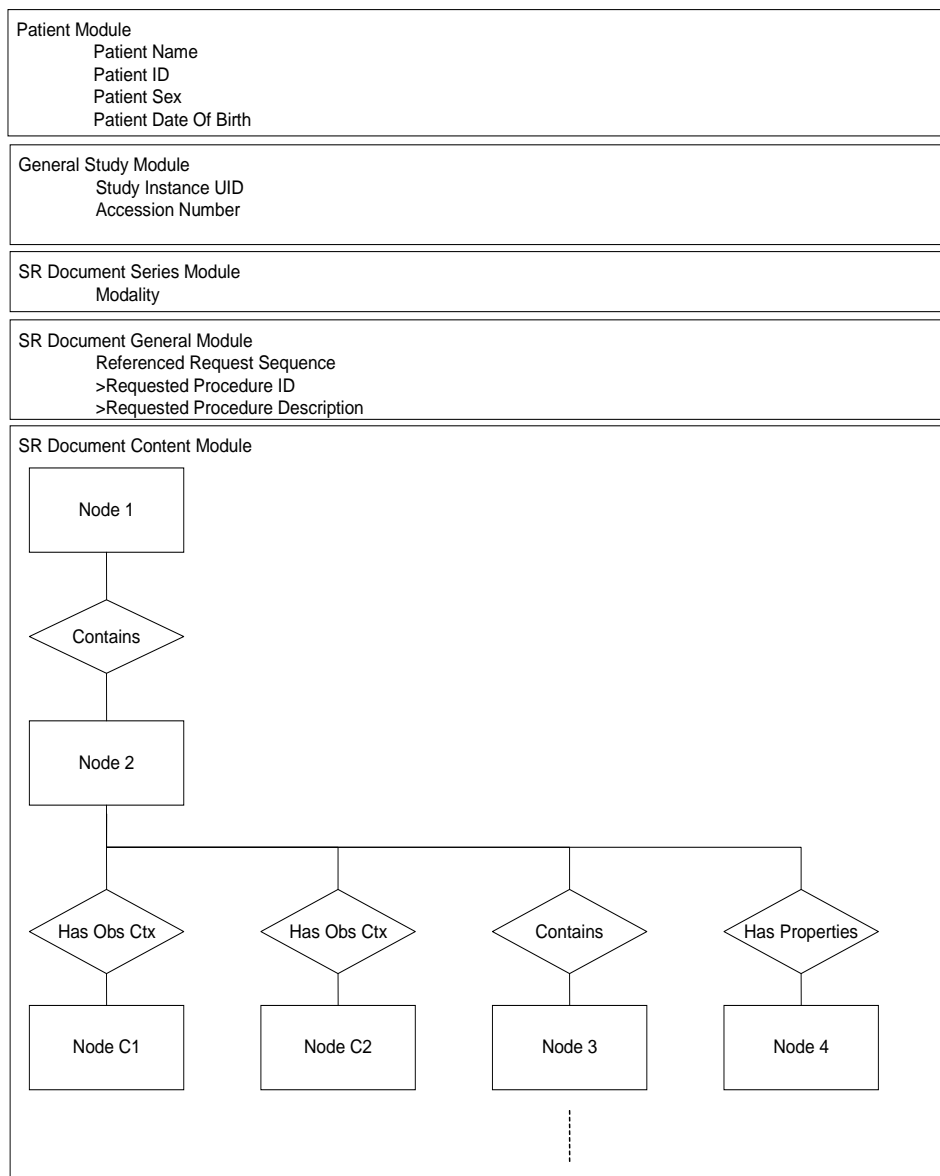 Patient Module
Patient Name
Patient ID
Patient Sex
Patient Date Of Birth
General Study Module
Study Instance UID
Accession Number
SR Document Series Module
Modality
SR Document General Module
Referenced Request Sequence
>Requested Procedure ID
>Requested Procedure Description
SR Document Content Module
Node 1
Contains
Node 2
Has Obs Ctx
Has Obs Ctx
Contains
Has Properties
Node C1
Node C2
Node 3
Node 4